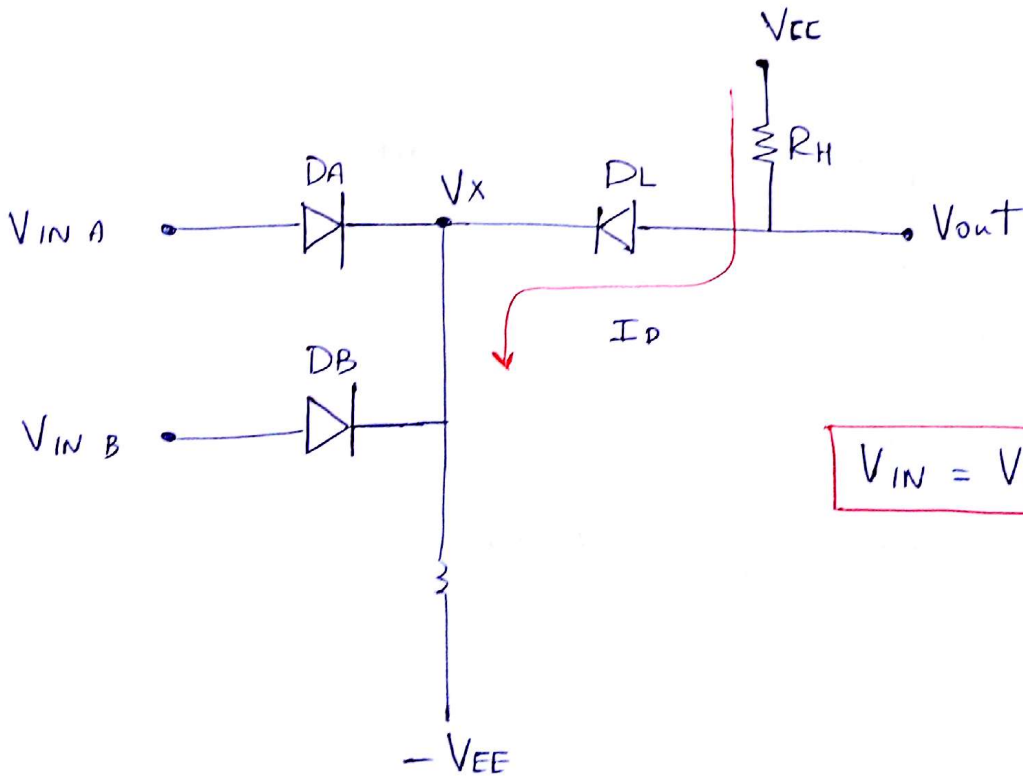 VCC
RH
DA
VX
DL
VIN A
Vout
ID
DB
VIN B
VIN = V
- VEE